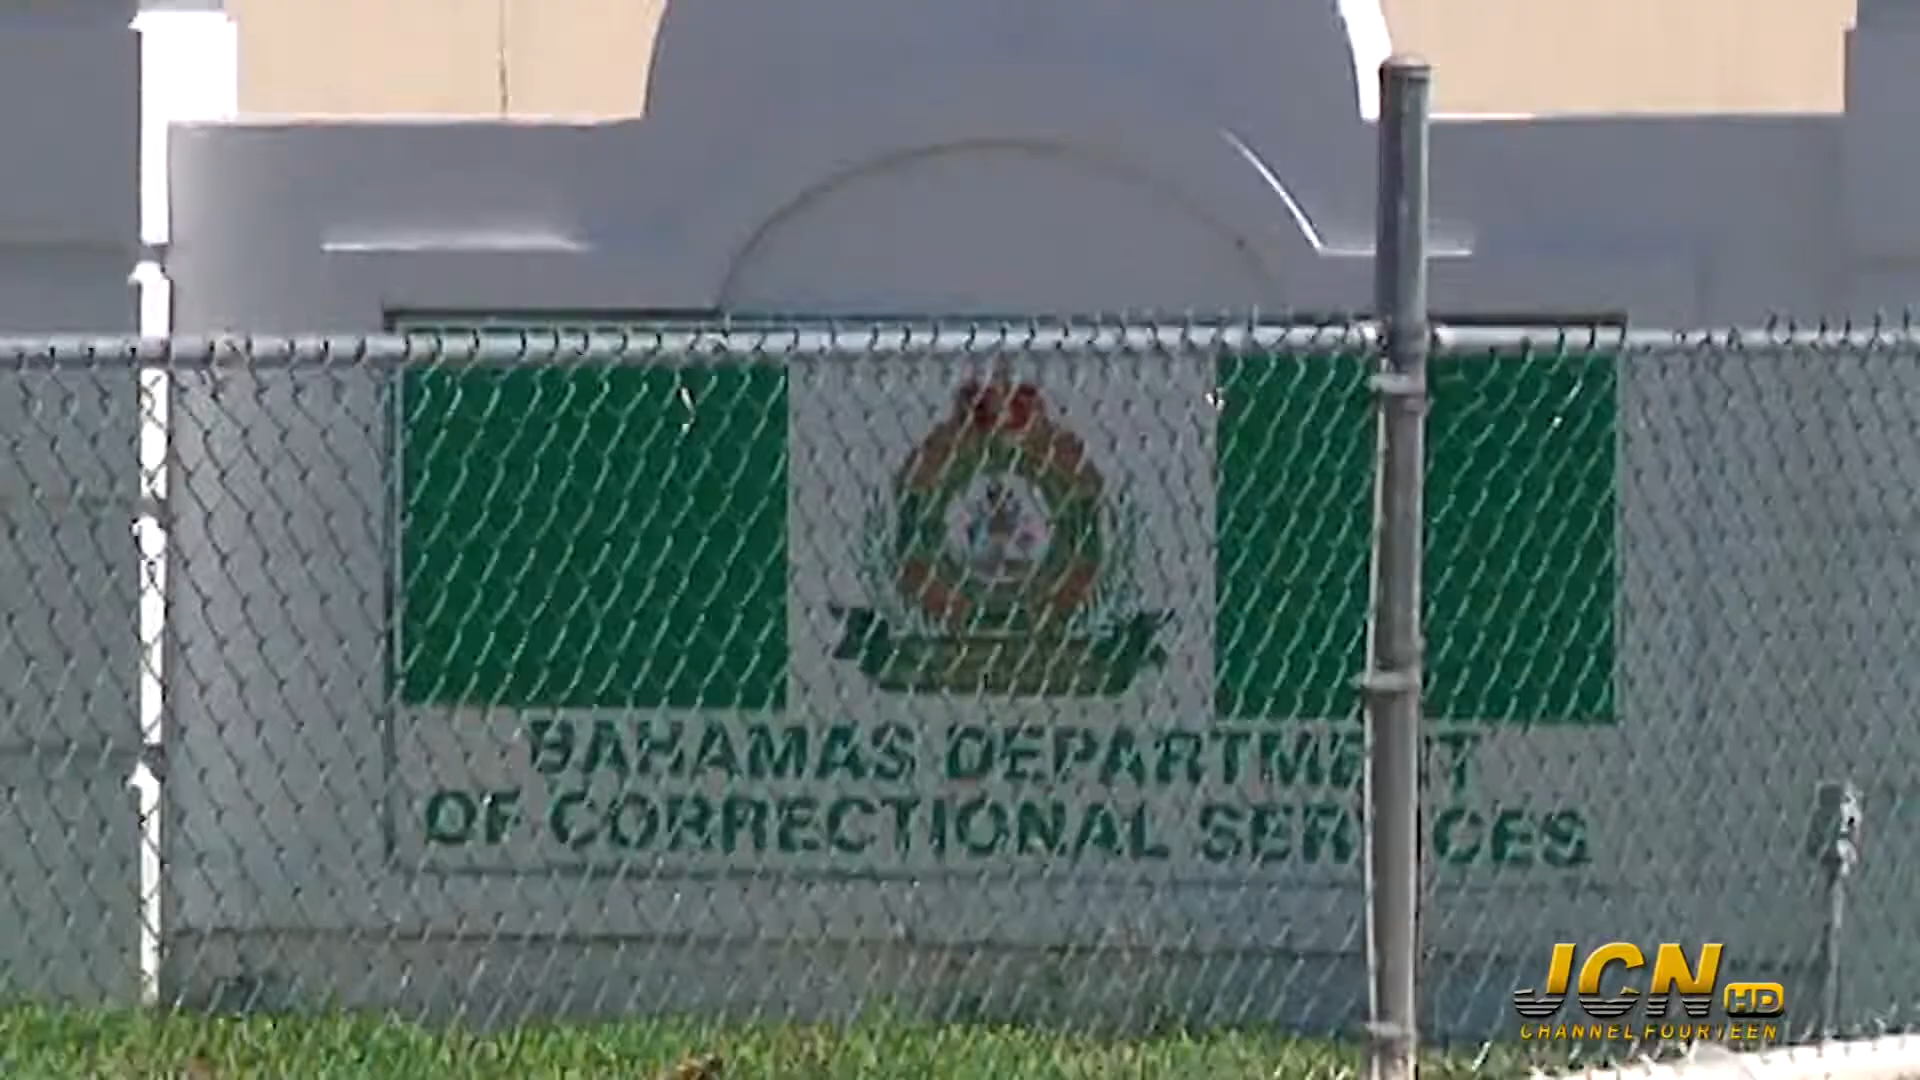 BAHAMAS DEPARTMENT
OF CORRECTIONAL SERVICES
JCN HD
CHANNEL FOURTEEN